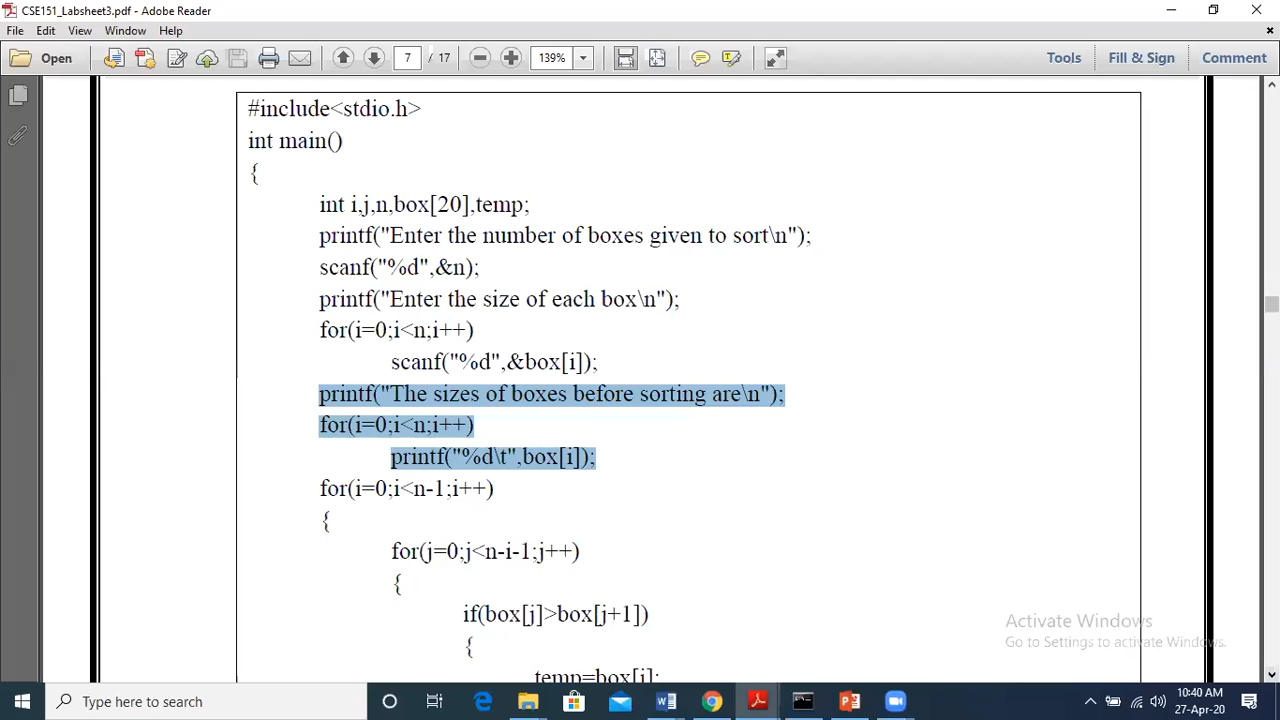 CSE151_Labsheet3.pdf - Adobe Reader
File Edit View Window Help
Open 7 / 17 139% Tools Fill & Sign Comment
#include<stdio.h>
int main()
{
int i,j,n,box[20],temp;
printf("Enter the number of boxes given to sort\n");
scanf("%d",&n);
printf("Enter the size of each box\n");
for(i=0;i<n;i++)
scanf("%d",&box[i]);
printf("The sizes of boxes before sorting are\n");
for(i=0;i<n;i++)
printf("%d\t",box[i]);
for(i=0;i<n-1;i++)
{
for(j=0;j<n-i-1;j++)
{
if(box[j]>box[j+1])
{
temp=box[j];
Activate Windows
Go to Settings to activate Windows.
Type here to search
10:40 AM
27-Apr-20